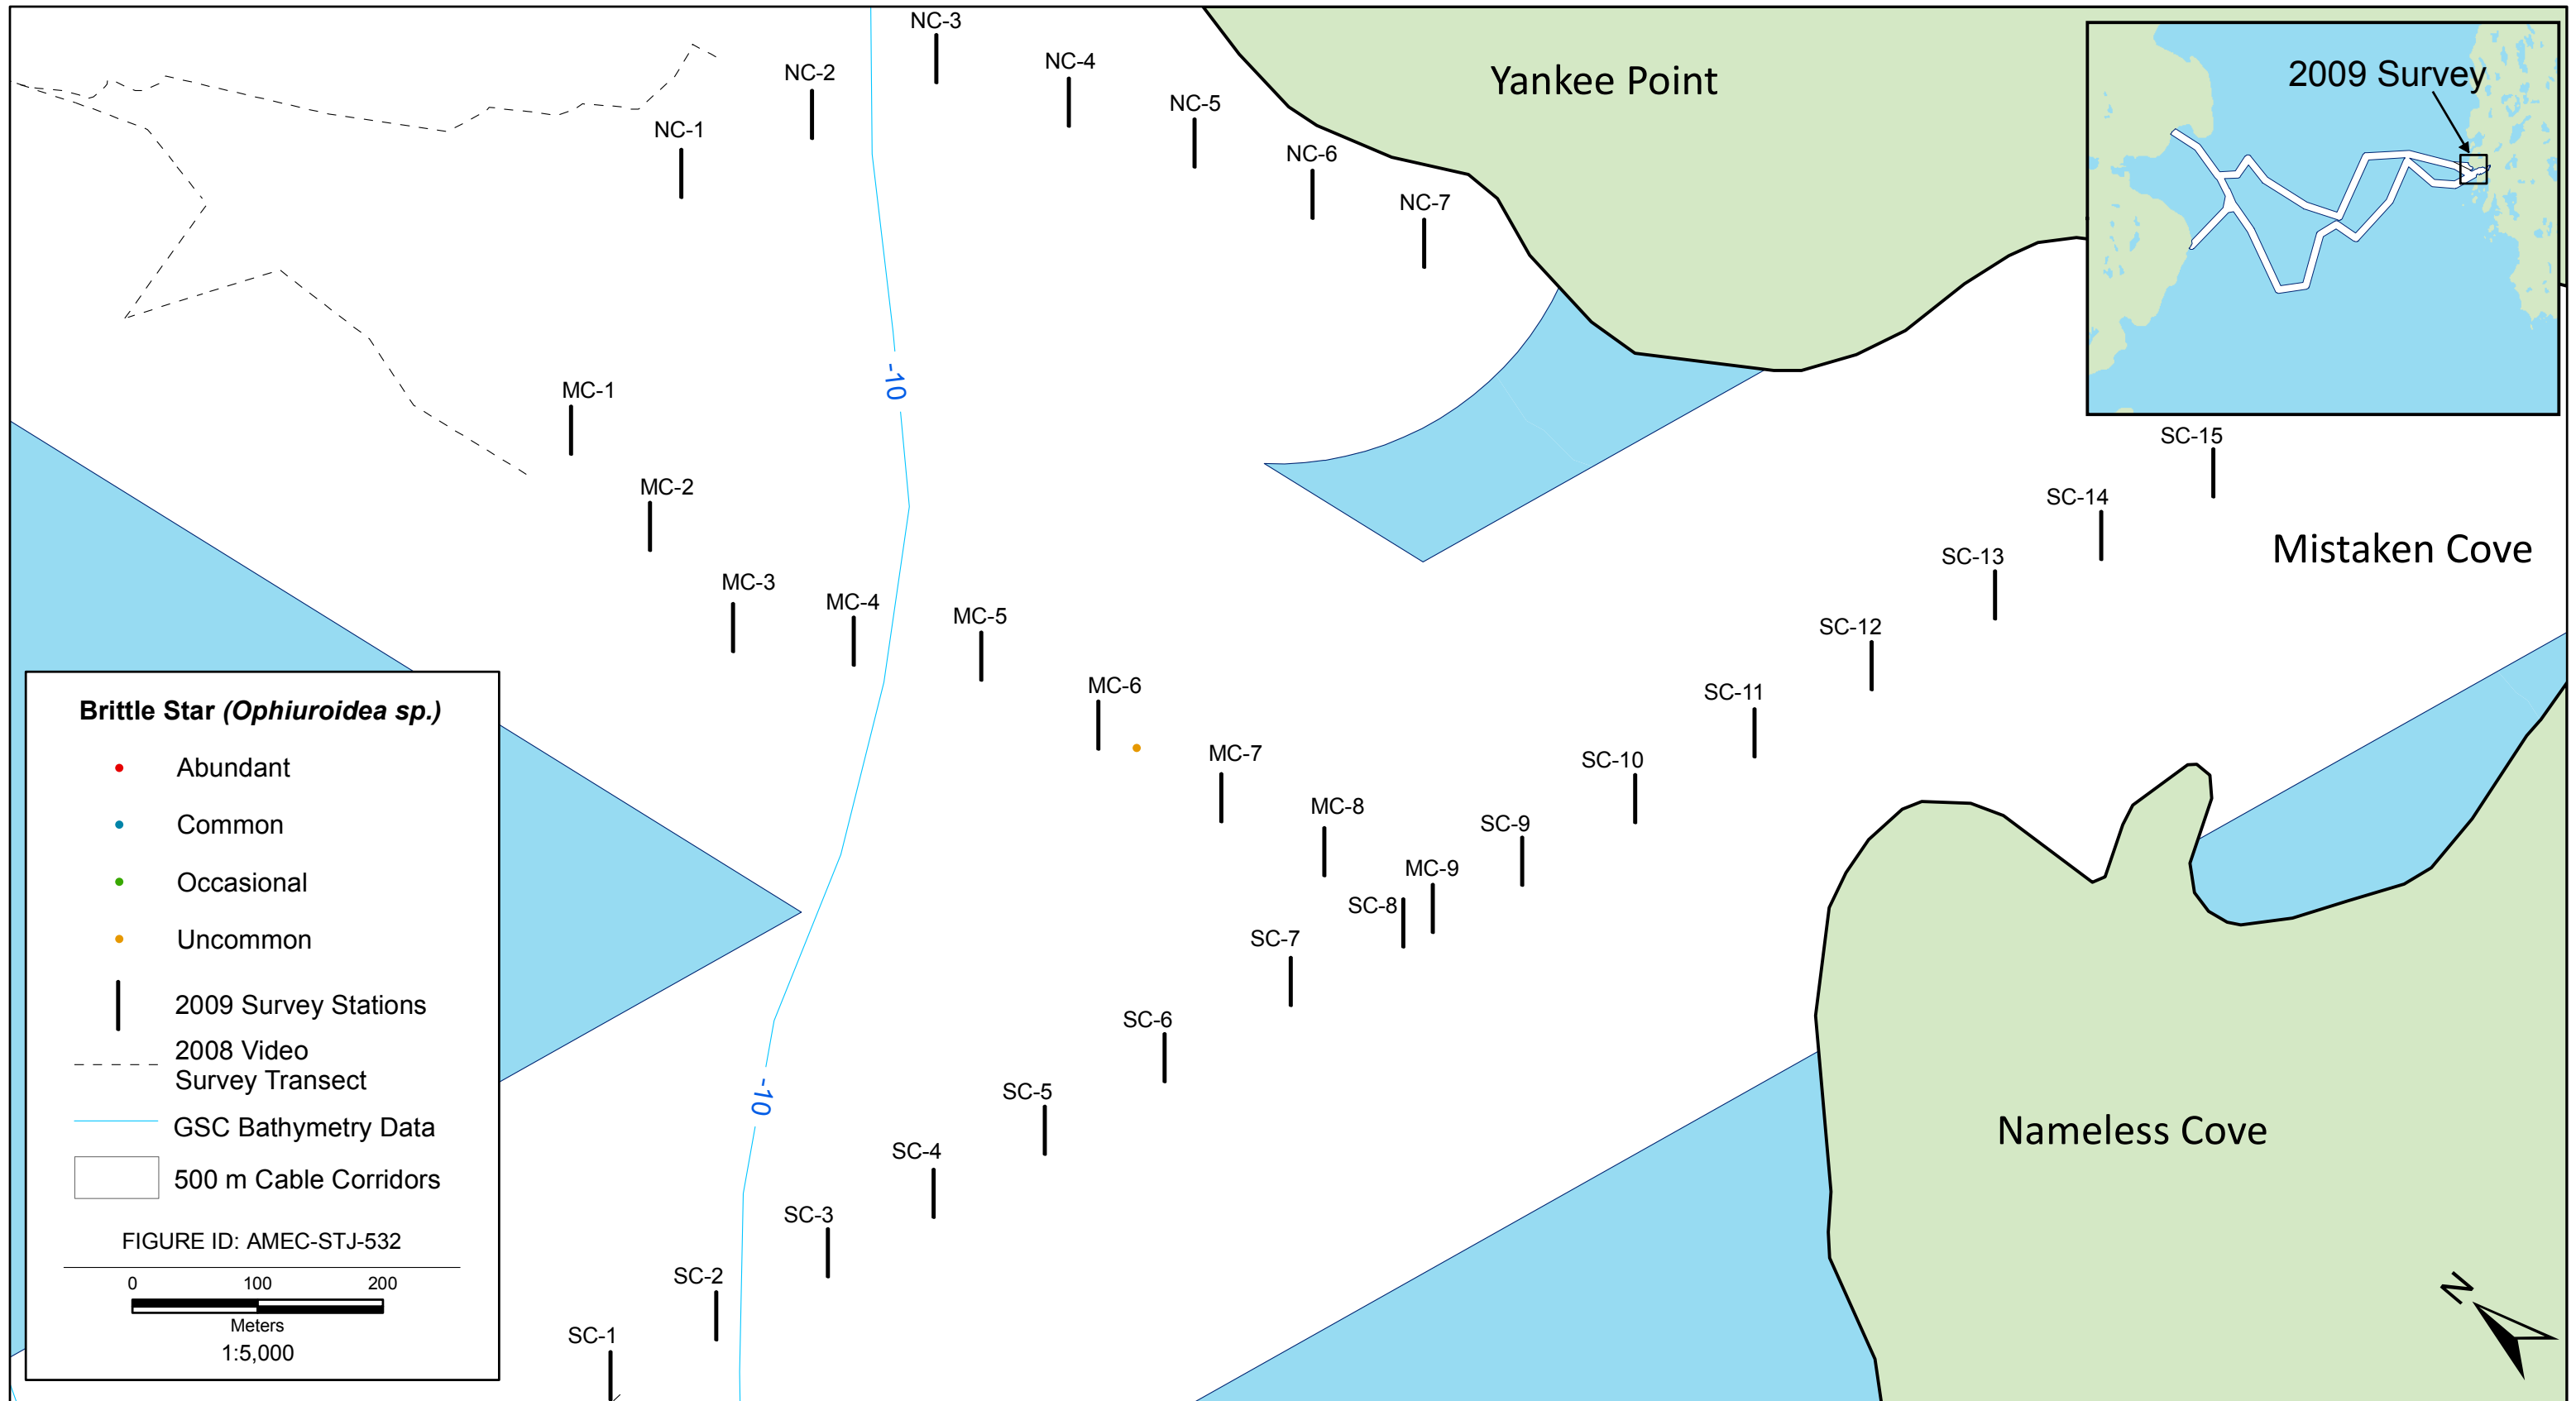 NC-3
NC-4
NC-2
NC-5
NC-1
NC-6
NC-7
Yankee Point
2009 Survey
-10
MC-1
MC-2
MC-3
MC-4
MC-5
MC-6
MC-7
MC-8
MC-9
SC-15
SC-14
SC-13
SC-12
SC-11
SC-10
SC-9
SC-8
SC-7
SC-6
SC-5
SC-4
SC-3
SC-2
SC-1
Mistaken Cove
Nameless Cove
-10
N
Brittle Star (Ophiuroidea sp.)
Abundant
Common
Occasional
Uncommon
2009 Survey Stations
2008 Video
Survey Transect
GSC Bathymetry Data
500 m Cable Corridors
FIGURE ID: AMEC-STJ-532
0 100 200
Meters
1:5,000